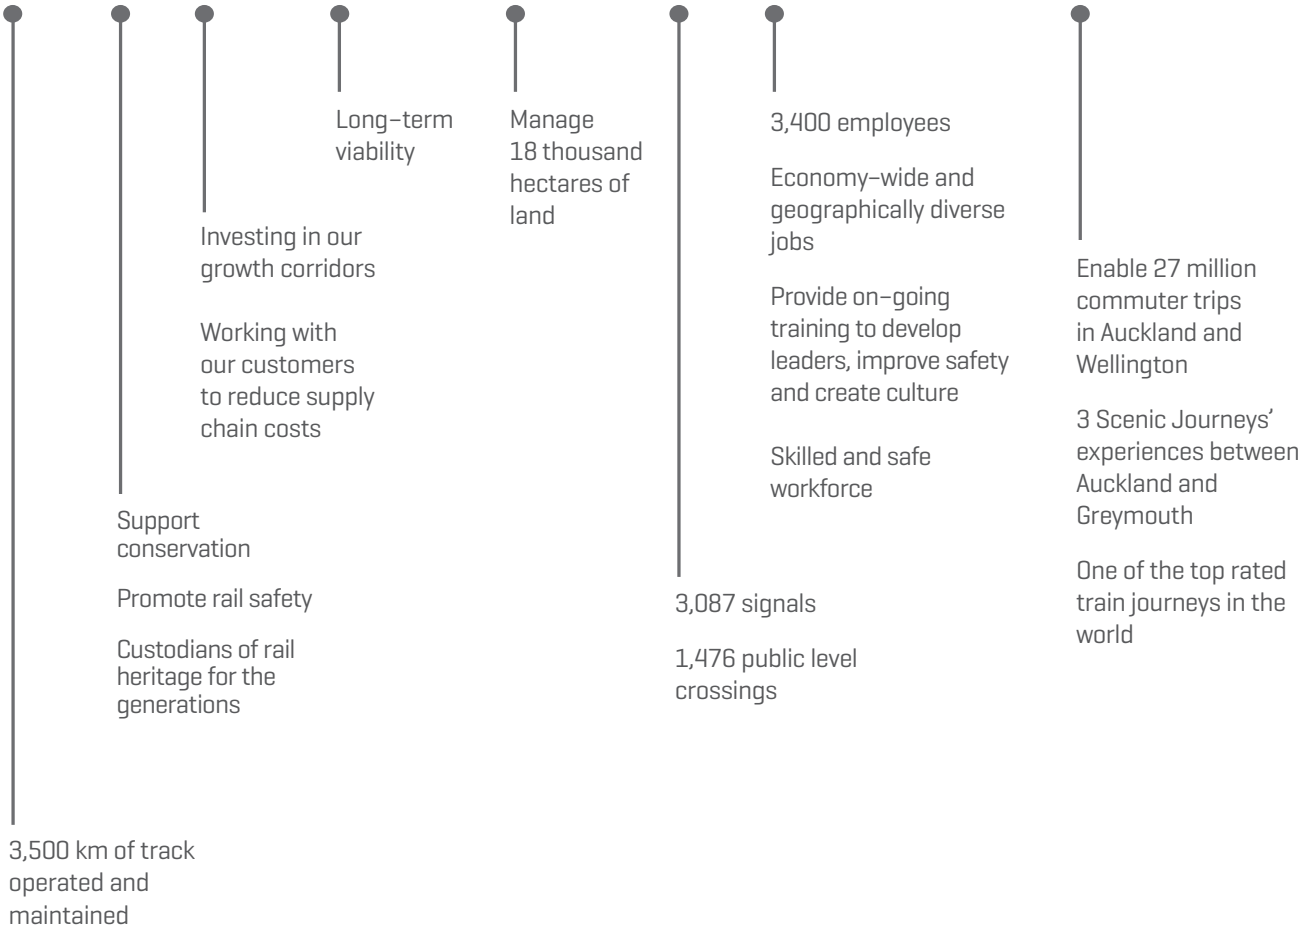 3,500 km of track
operated and
maintained
Support
conservation
Promote rail safety
Custodians of rail
heritage for the
generations
Investing in our
growth corridors
Working with
our customers
to reduce supply
chain costs
Long–term
viability
Manage
18 thousand
hectares of
land
3,087 signals
1,476 public level
crossings
3,400 employees
Economy–wide and
geographically diverse
jobs
Provide on–going
training to develop
leaders, improve safety
and create culture
Skilled and safe
workforce
Enable 27 million
commuter trips
in Auckland and
Wellington
3 Scenic Journeys’
experiences between
Auckland and
Greymouth
One of the top rated
train journeys in the
world